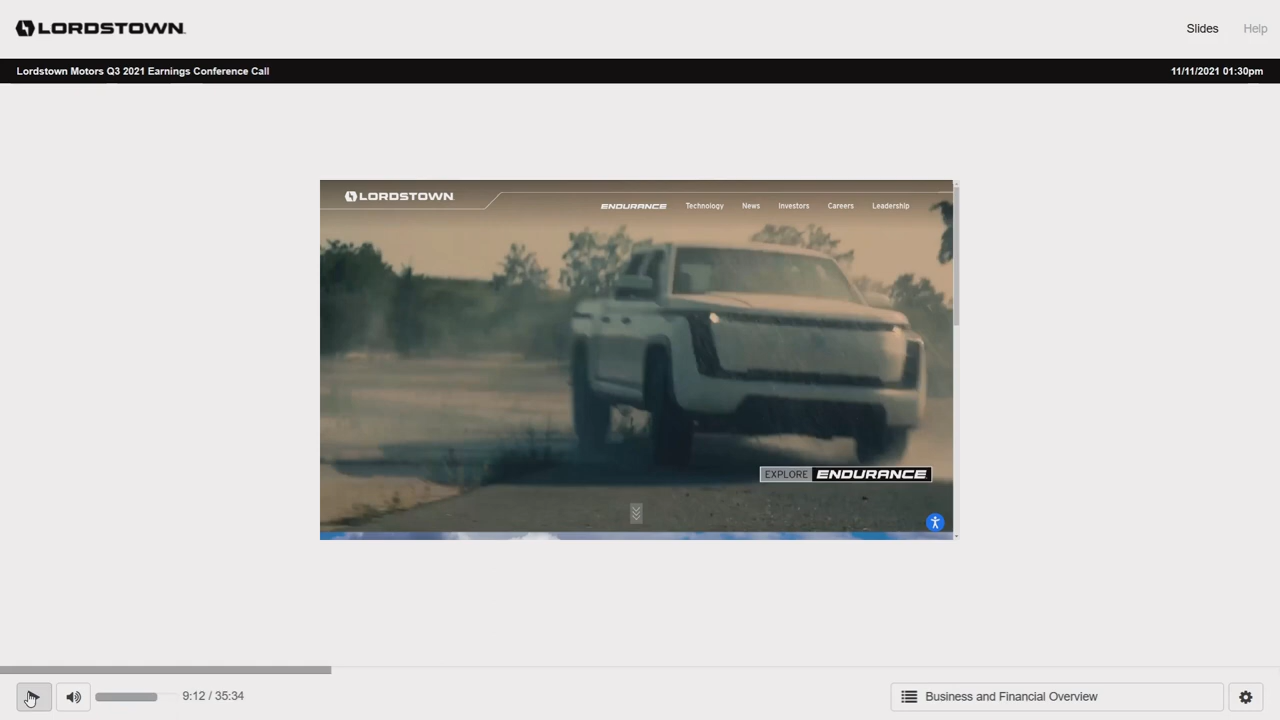 LORDSTOWN
Slides
Help
Lordstown Motors Q3 2021 Earnings Conference Call
11/11/2021 01:30pm
LORDSTOWN
ENDURANCE
Technology
News
Investors
Careers
Leadership
EXPLORE ENDURANCE
9:12 / 35:34
Business and Financial Overview